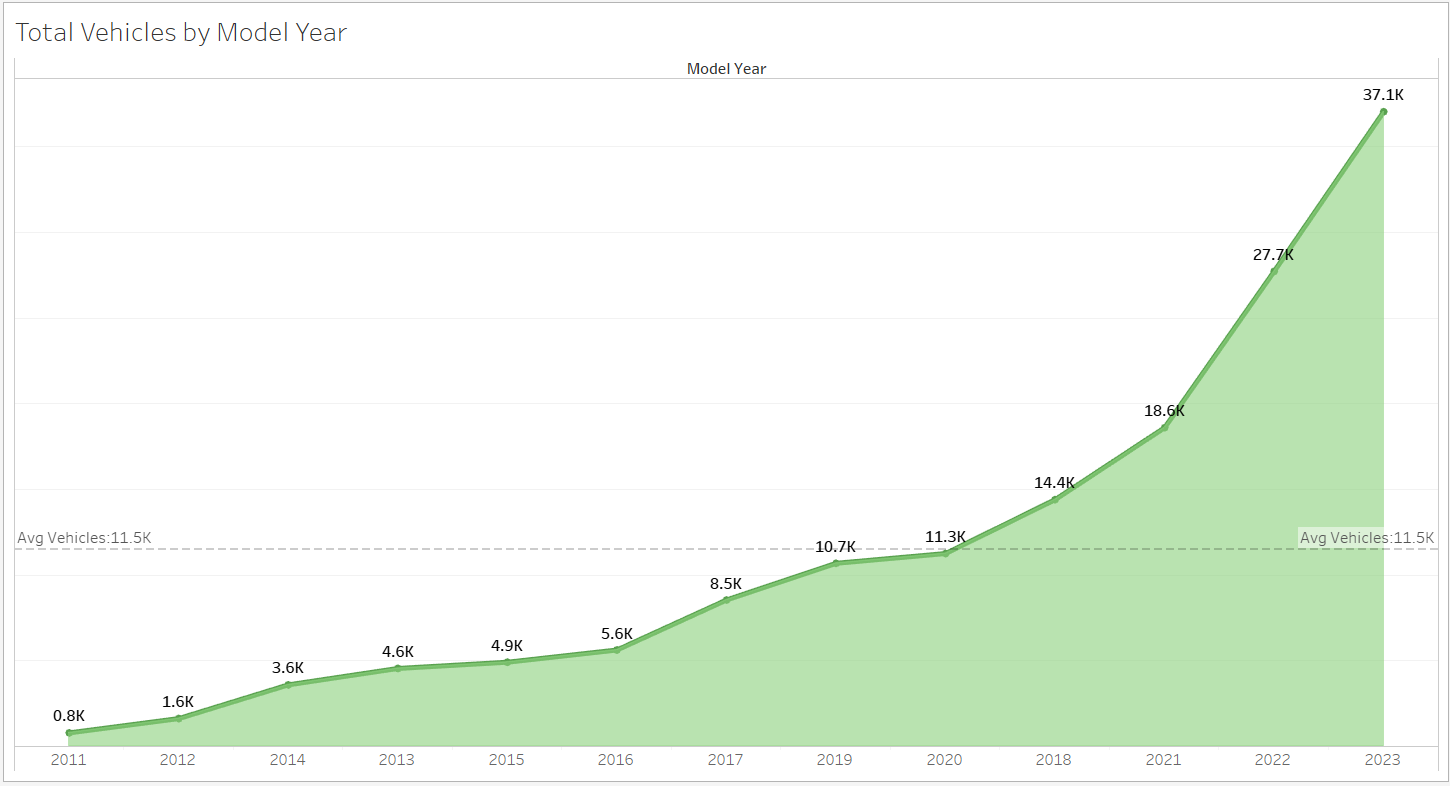 Total Vehicles by Model Year
Model Year
37.1K
27.7K
18.6K
14.4K
Avg Vehicles:11.5K
Avg Vehicles:11.5K
11.3K
10.7K
8.5K
5.6K
4.9K
4.6K
3.6K
1.6K
0.8K
2011 2012 2014 2013 2015 2016 2017 2019 2020 2018 2021 2022 2023